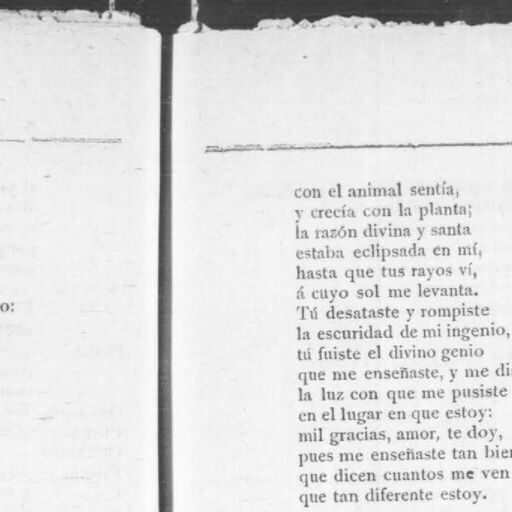 o:
con el animal sentía,
y crecía con la planta;
la razón divina y santa
estaba eclipsada en mí,
hasta que tus rayos ví,
á cuyo sol me levanta.
Tú desataste y rompiste
la escuridad de mi ingenio,
tú fuiste el divino genio
que me enseñaste, y me di
la luz con que me pusiste
en el lugar en que estoy:
mil gracias, amor, te doy,
pues me enseñaste tan bien
que dicen cuantos me ven
que tan diferente estoy.